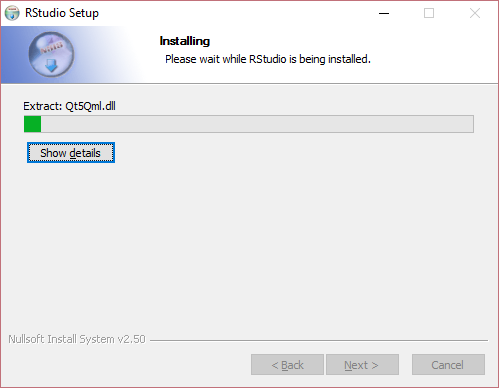 RStudio Setup
Installing
Please wait while RStudio is being installed.
Extract: Qt5Qml.dll
Show details
Nullsoft Install System v2.50
< Back
Next >
Cancel